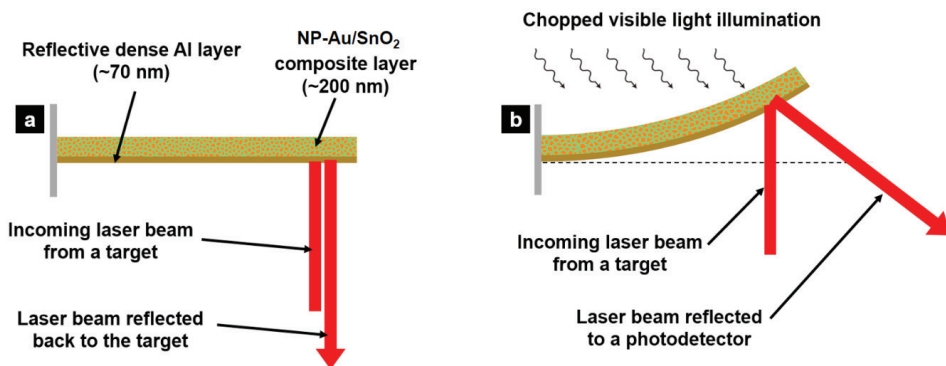 Reflective dense Al layer
(~70 nm)
NP-Au/SnO₂
composite layer
(~200 nm)
a
Incoming laser beam
from a target
Laser beam reflected
back to the target
Chopped visible light illumination
b
Incoming laser beam
from a target
Laser beam reflected
to a photodetector